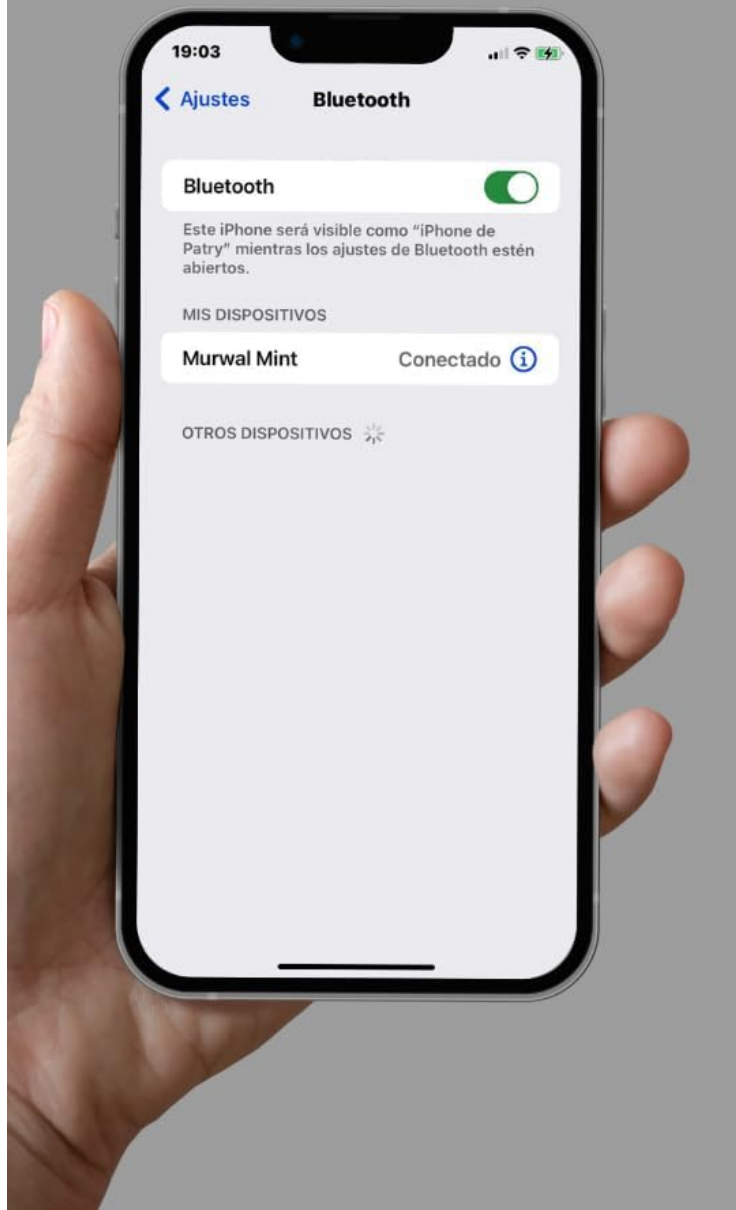 19:03
Ajustes
Bluetooth
Bluetooth
Este iPhone será visible como “iPhone de
Patry” mientras los ajustes de Bluetooth estén
abiertos.
MIS DISPOSITIVOS
Murwal Mint
Conectado
OTROS DISPOSITIVOS